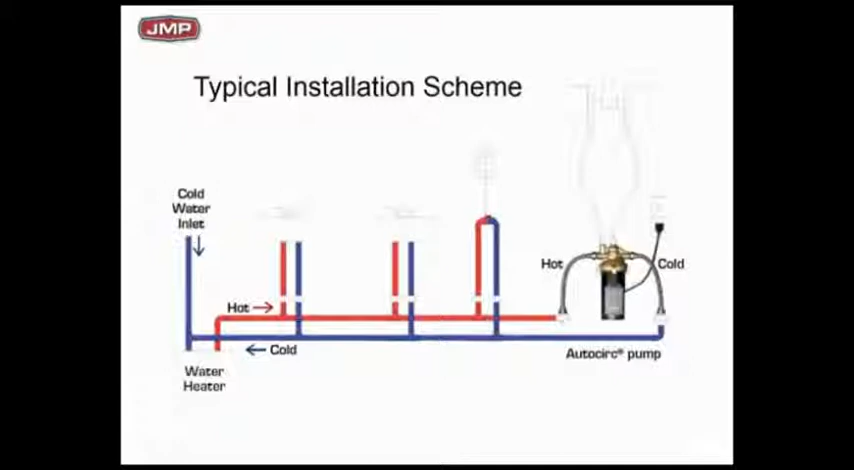 JMP
Typical Installation Scheme
Cold
Water
Inlet
Hot
Cold
Hot
Cold
Water
Heater
Autocirc® pump